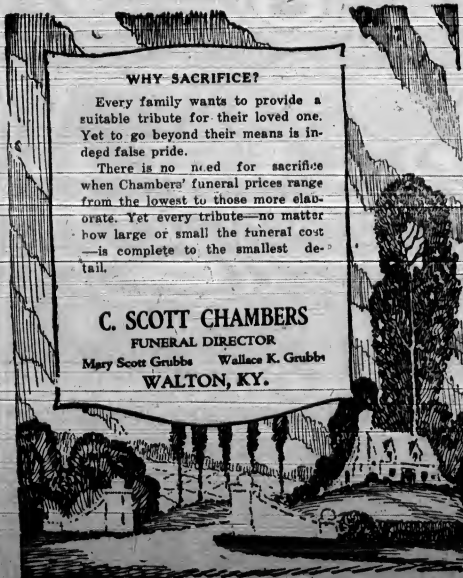 WHY SACRIFICE?
Every family wants to provide a
suitable tribute for their loved one.
Yet to go beyond their means is in-
deed false pride.
There is no need for sacrifice
when Chambers' funeral prices range
from the lowest to those more elab-
orate. Yet every tribute—no matter
how large or small the funeral cost
—is complete to the smallest de-
tail.
C. SCOTT CHAMBERS
FUNERAL DIRECTOR
Mary Scott Grubbs Wallace K. Grubbs
WALTON, KY.